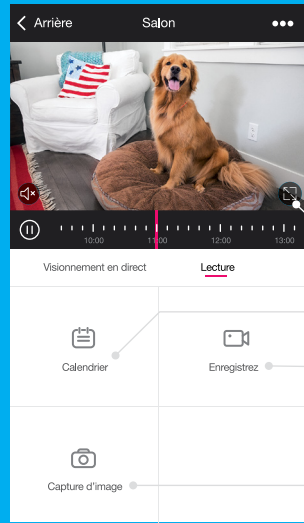 Arrière Salon
10:00 11:00 12:00 13:00
Visionnement en direct Lecture
Calendrier Enregistrez
Capture d'image